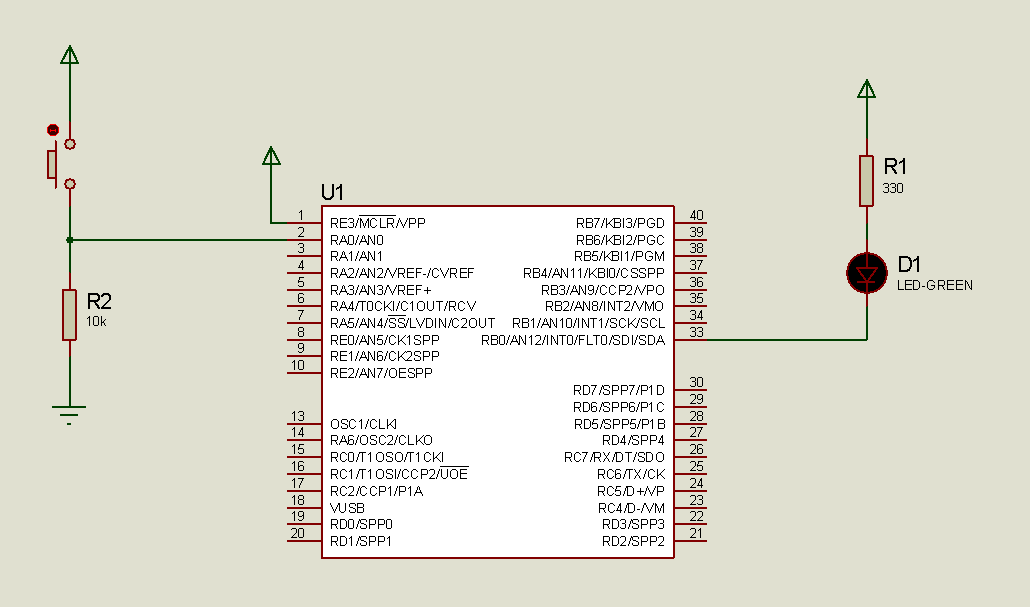 U1
1 RE3/MCLR/VPP
2 RA0/AN0
3 RA1/AN1
4 RA2/AN2/VREF-/CVREF
5 RA3/AN3/VREF+
6 RA4/T0CKI/C1OUT/RCV
7 RA5/AN4/SS/LVDIN/C2OUT
8 RE0/AN5/CK1SPP
9 RE1/AN6/CK2SPP
10 RE2/AN7/OESPP
13 OSC1/CLKI
14 RA6/OSC2/CLKO
15 RC0/T1OSO/T1CKI
16 RC1/T1OSI/CCP2/UOE
17 RC2/CCP1/P1A
18 VUSB
19 RD0/SPP0
20 RD1/SPP1
RB7/KBI3/PGD 40
RB6/KBI2/PGC 39
RB5/KBI1/PGM 38
RB4/AN11/KBI0/CSSPP 37
RB3/AN9/CCP2/VPO 36
RB2/AN8/INT2/VMO 35
RB1/AN10/INT1/SCK/SCL 34
RB0/AN12/INT0/FLT0/SDI/SDA 33
RD7/SPP7/P1D 30
RD6/SPP6/P1C 29
RD5/SPP5/P1B 28
RD4/SPP4 27
RC7/RX/DT/SDO 26
RC6/TX/CK 25
RC5/D+/VP 24
RC4/D-/VM 23
RD3/SPP3 22
RD2/SPP2 21
R2
10k
R1
330
D1
LED-GREEN